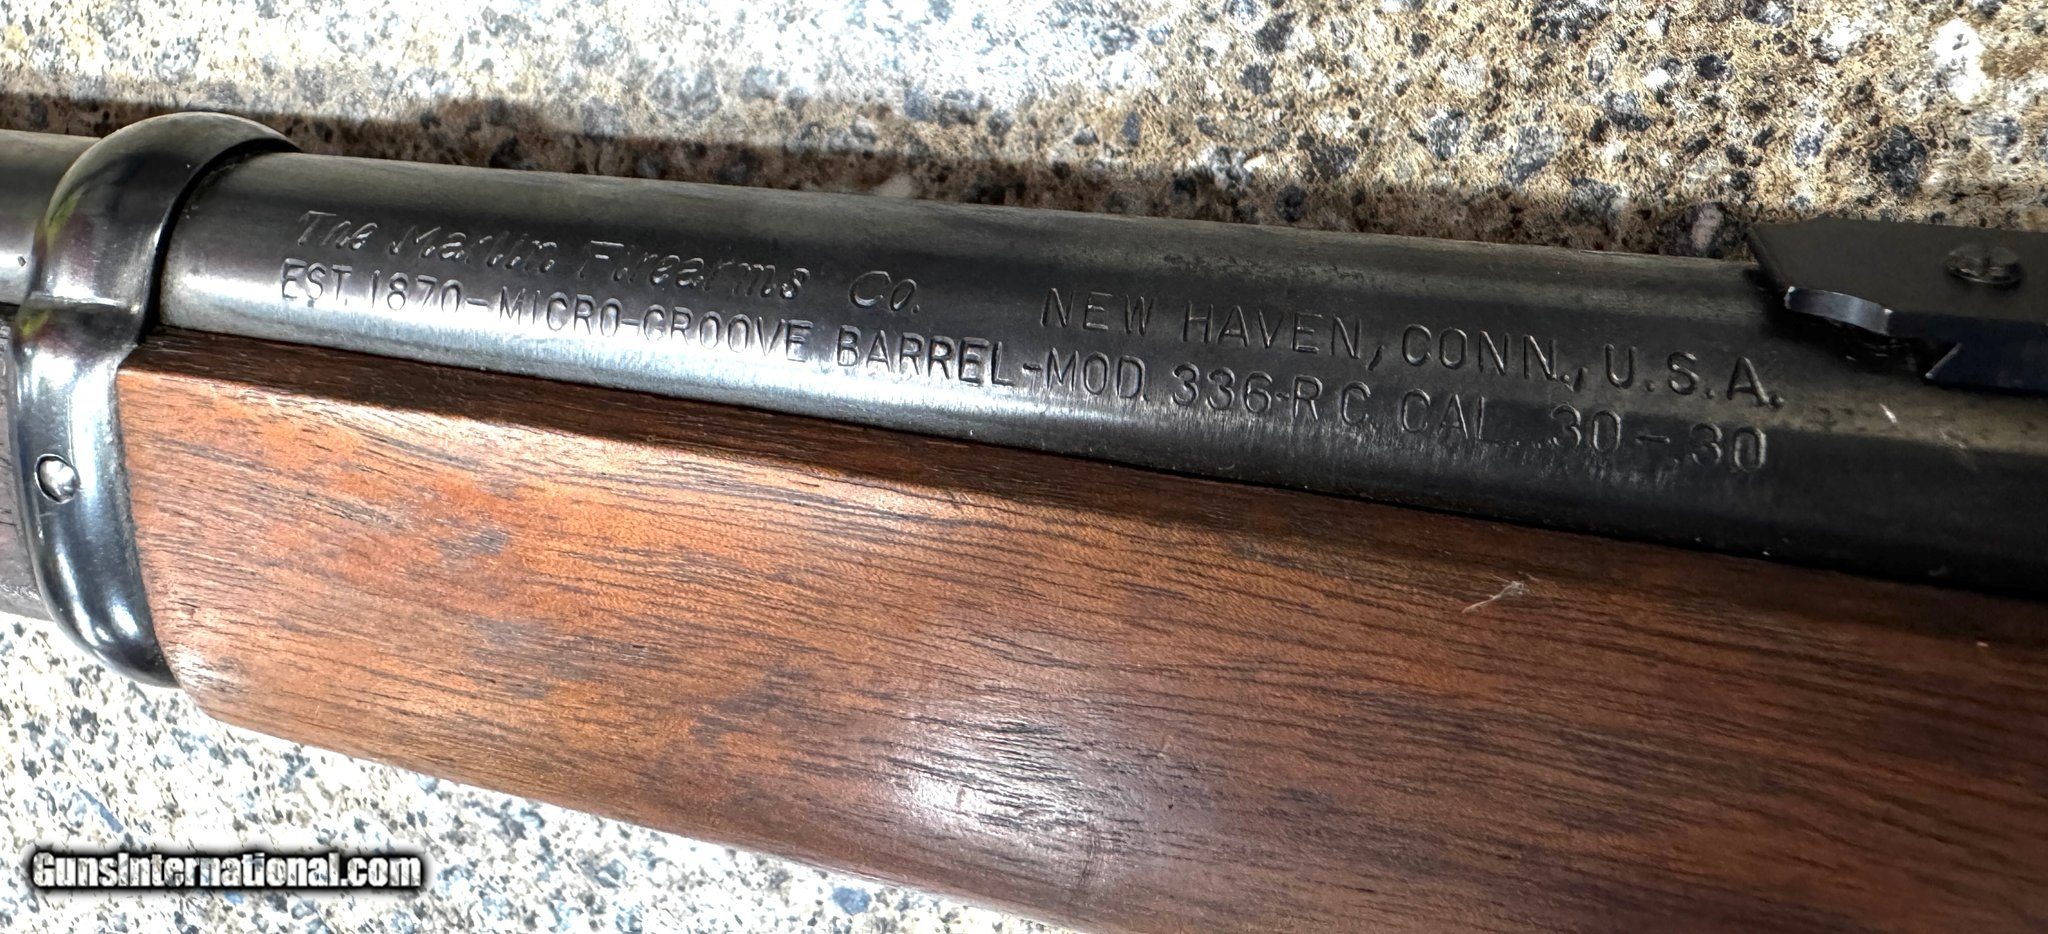 The Marlin Firearms Co. NEW HAVEN, CONN., U.S.A.
EST. 1870-MICRO-GROOVE BARREL-MOD. 336-R C. CAL. .30-.30
GunsInternational.com